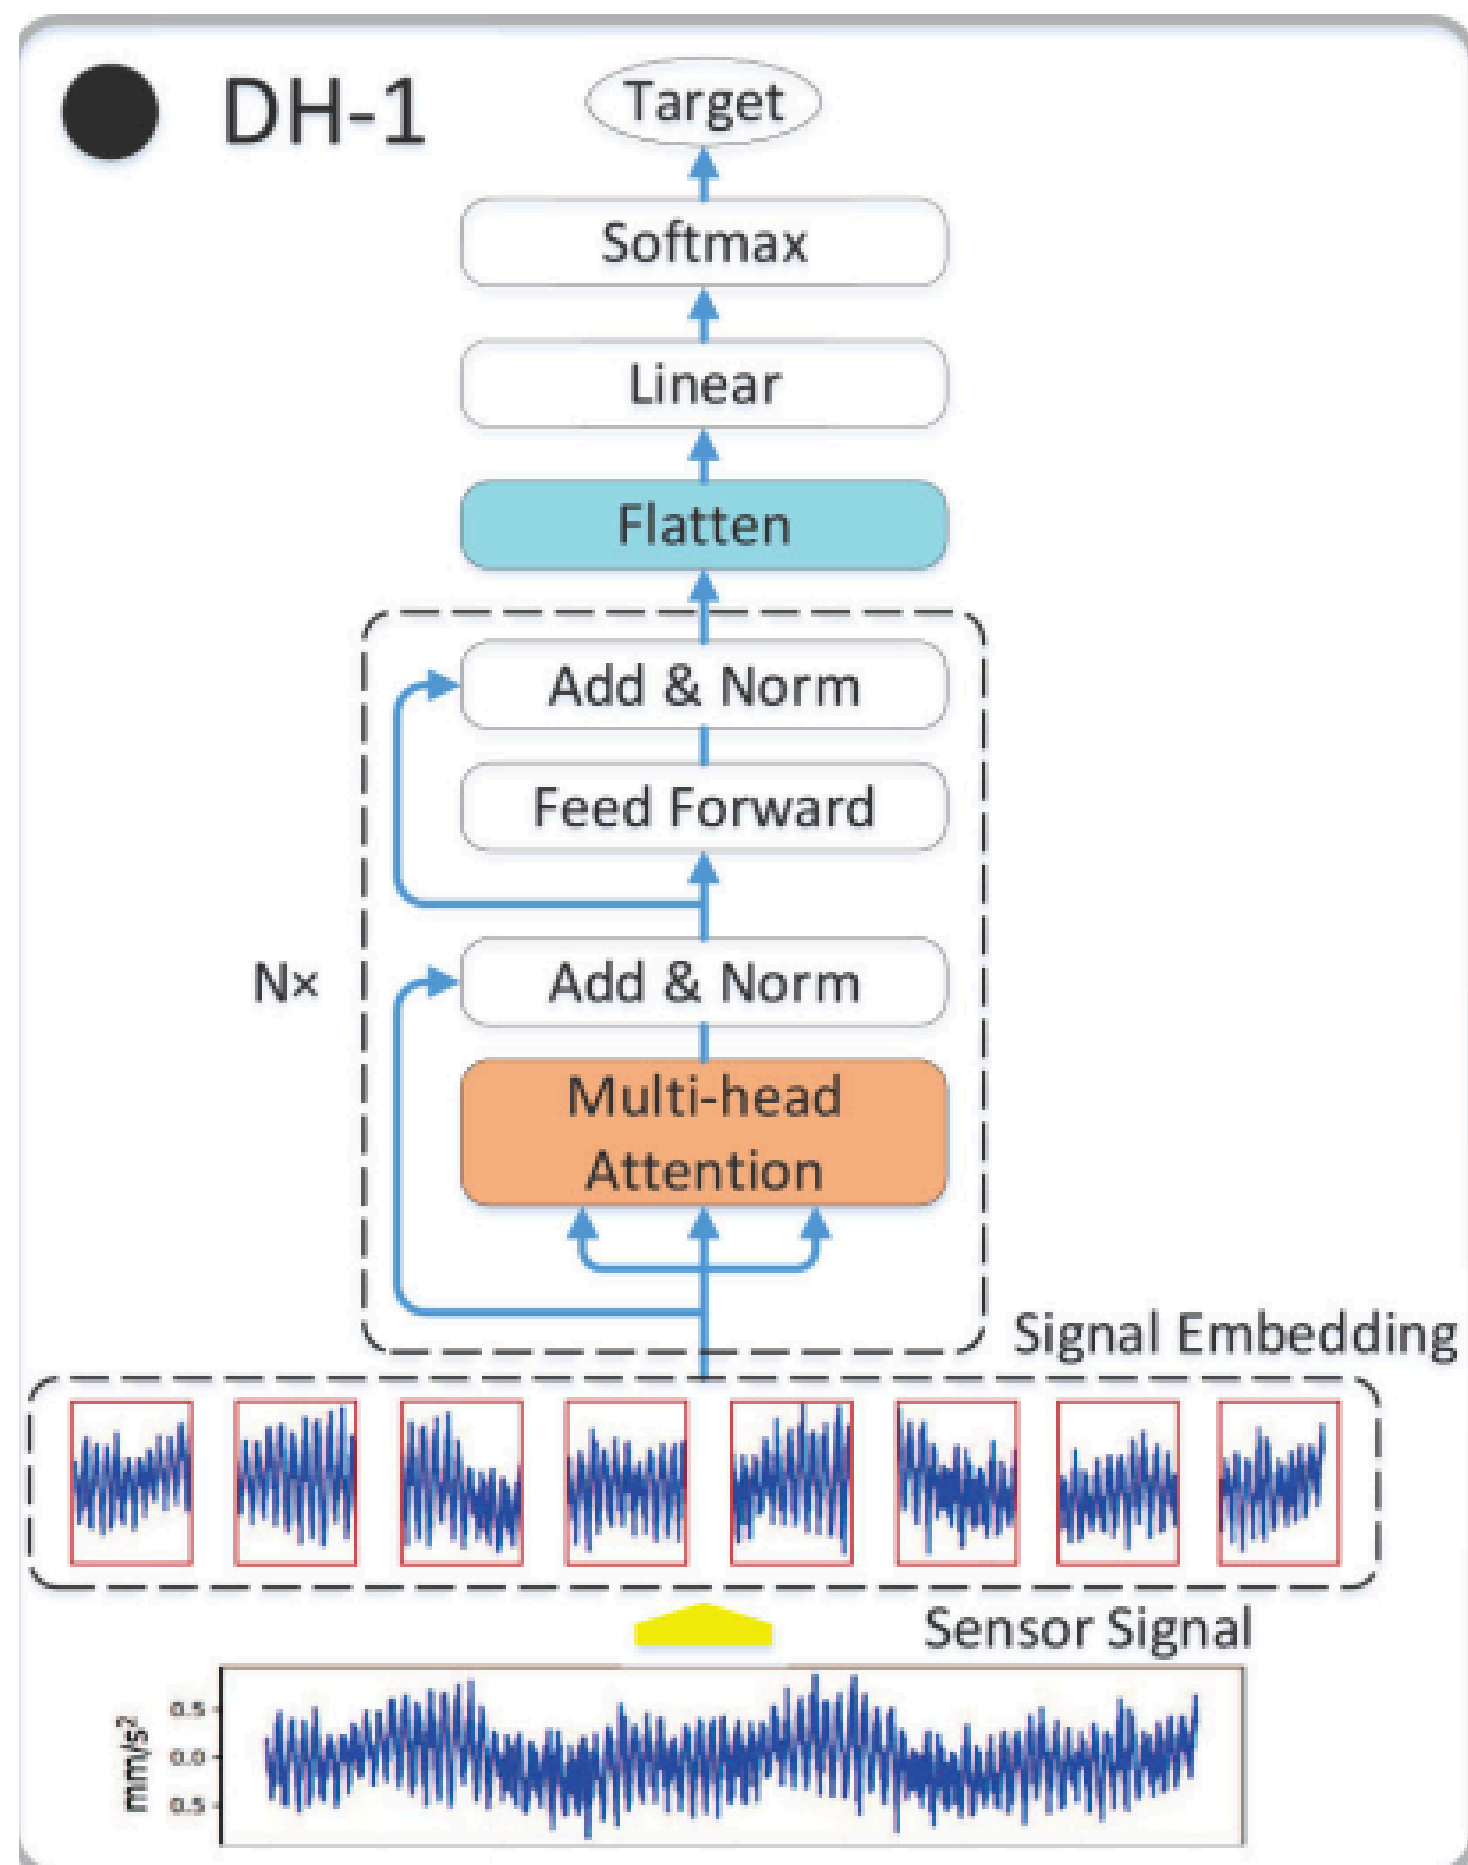 DH-1
Target
Softmax
Linear
Flatten
Add & Norm
Feed Forward
N×
Add & Norm
Multi-head
Attention
Signal Embedding
Sensor Signal
mm/s²
0.5
0.0
0.5